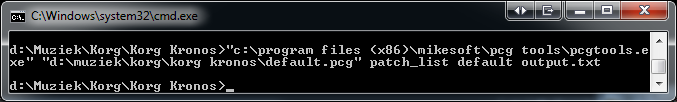 C:\Windows\system32\cmd.exe
d:\Muziek\Korg\Korg Kronos>"c:\program files (x86)\mikesoft\pcg tools\pcgtools.e
xe" "d:\muziek\korg\korg kronos\default.pcg" patch_list default output.txt
d:\Muziek\Korg\Korg Kronos>_